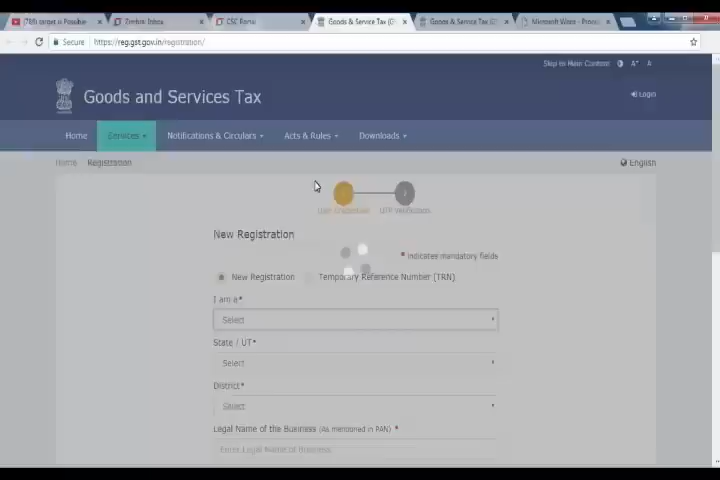 Zimbra: Inbox
CSC Portal
Goods & Service Tax (G
Goods & Service Tax (G
Secure
https://reg.gst.gov.in/registration/
Skip to Main Content
A+
A
Goods and Services Tax
Login
Home
Services
Notifications & Circulars
Acts & Rules
Downloads
Home
Registration
English
User Credentials
OTP Verification
New Registration
* indicates mandatory fields
New Registration
Temporary Reference Number (TRN)
I am a*
Select
State / UT*
Select
District*
Select
Legal Name of the Business (As mentioned in PAN) *
Enter Legal Name of Business